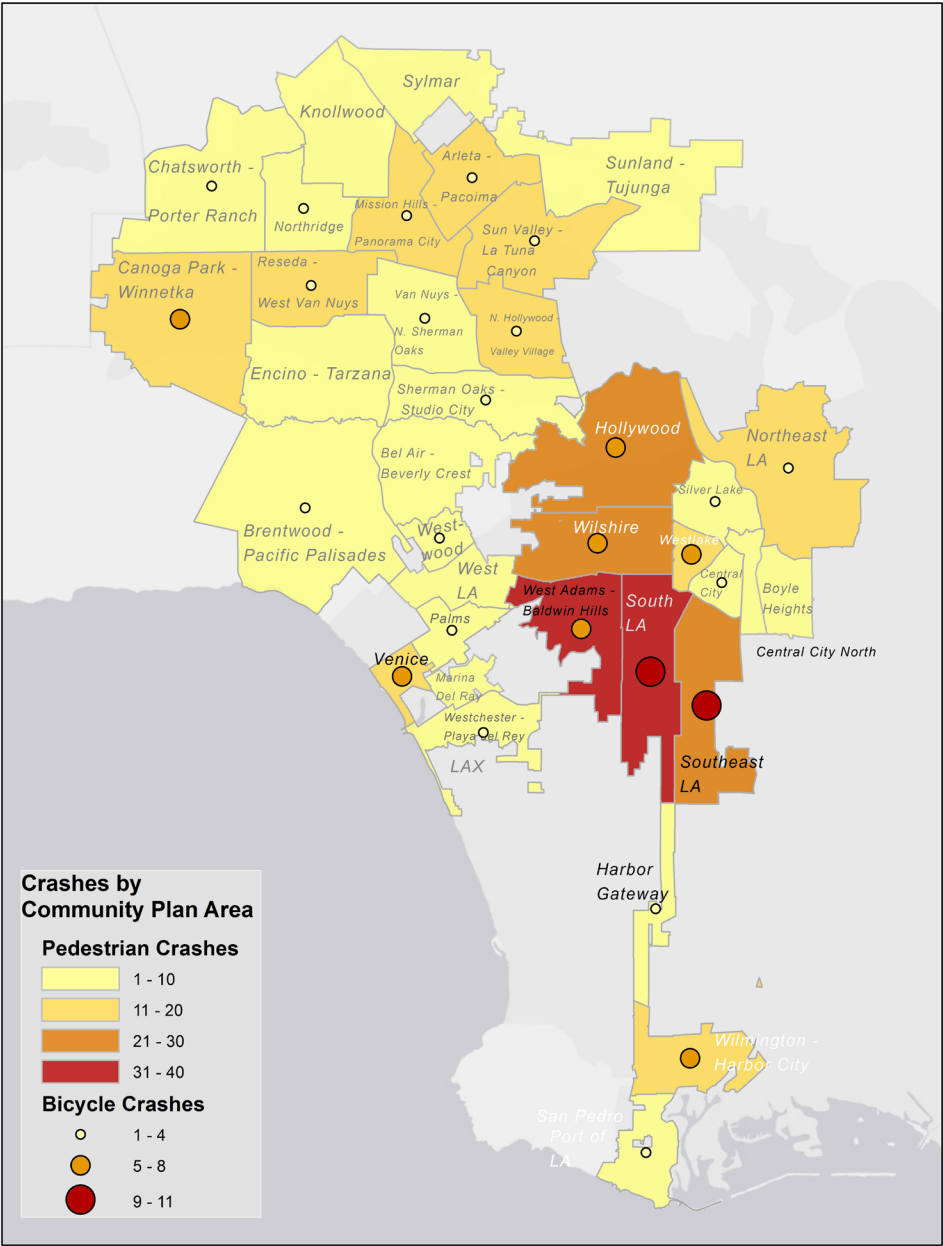 Sylmar
Knollwood
Arleta -
Pacoima
Sunland -
Tujunga
Chatsworth -
Porter Ranch
Northridge
Mission Hills -
Panorama City
Sun Valley -
La Tuna
Canyon
Canoga Park -
Winnetka
Reseda -
West Van Nuys
Van Nuys -
N. Sherman
Oaks
N. Hollywood -
Valley Village
Encino - Tarzana
Sherman Oaks -
Studio City
Hollywood
Northeast
LA
Bel Air -
Beverly Crest
Silver Lake
Brentwood -
Pacific Palisades
West-
wood
Wilshire
Westlake
West
LA
Central
City
Boyle
Heights
West Adams -
Baldwin Hills
South
LA
Palms
Central City North
Venice
Marina
Del Ray
Westchester -
Playa del Rey
LAX
Southeast
LA
Harbor
Gateway
Wilmington -
Harbor City
San Pedro
Port of
LA
Crashes by
Community Plan Area
Pedestrian Crashes
1 - 10
11 - 20
21 - 30
31 - 40
Bicycle Crashes
1 - 4
5 - 8
9 - 11